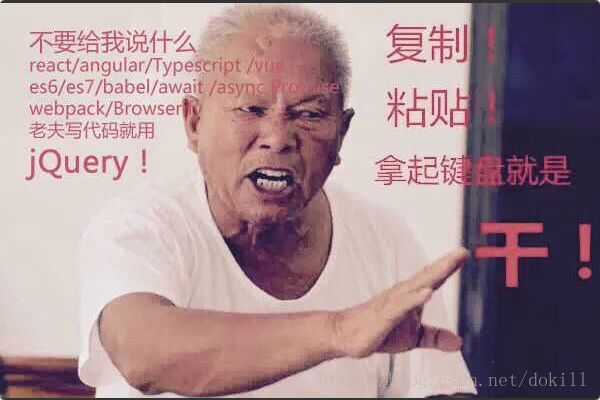 不要给我说什么
react/angular/Typescript /vue
es6/es7/babel/await /async Promise
webpack/Browser
老夫写代码就用
jQuery！
复制！
粘贴！
拿起键盘就是
干！